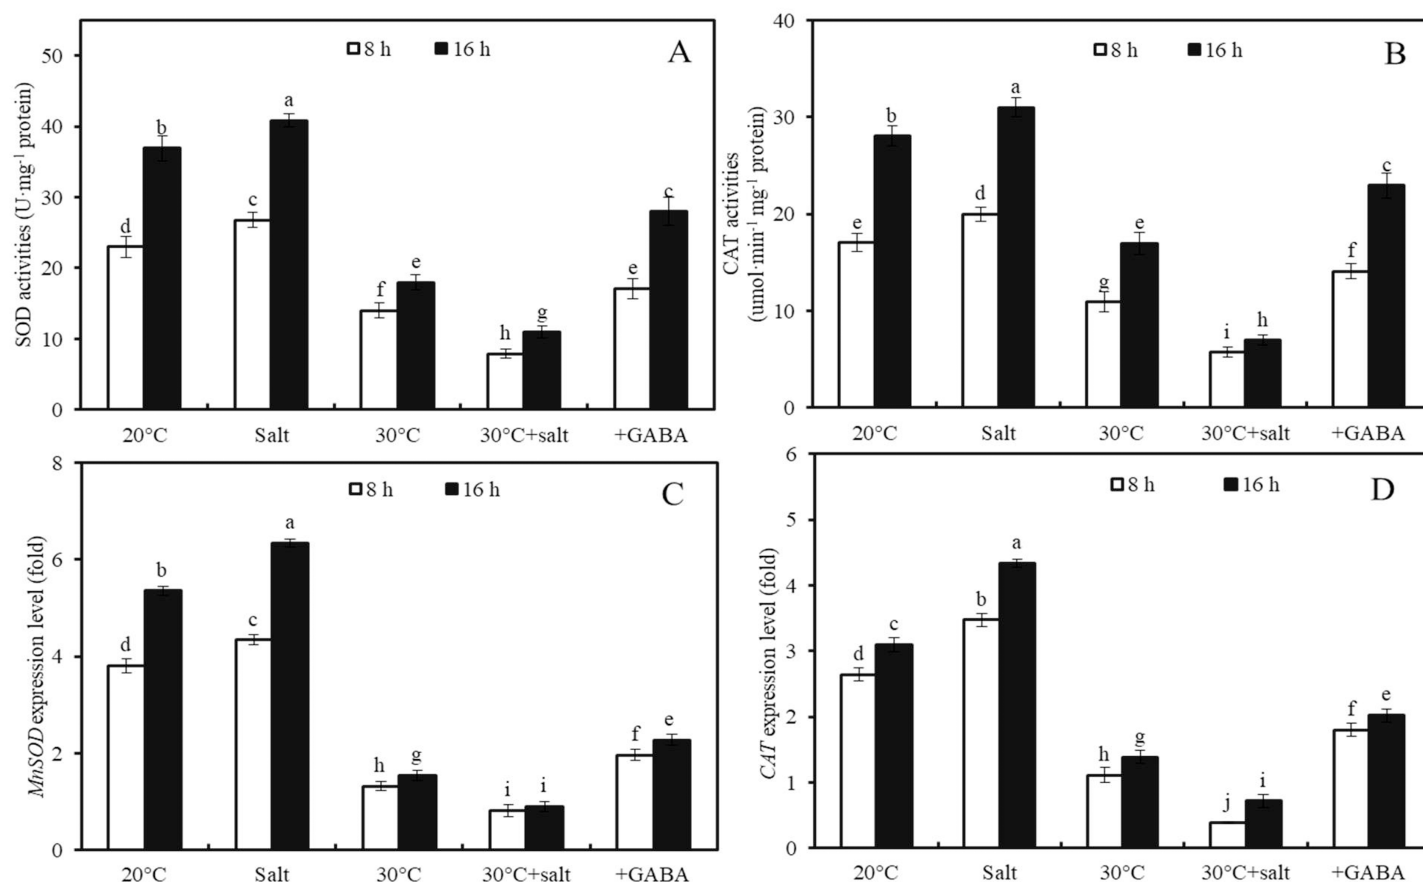 50
40
30
20
10
0
SOD activities (U·mg⁻¹ protein)
8 h 16 h
A
d b c a f e h g e c
20°C Salt 30°C 30°C+salt +GABA
40
30
20
10
0
CAT activities
(umol·min⁻¹ mg⁻¹ protein)
8 h 16 h
B
e b d a g e i h f c
20°C Salt 30°C 30°C+salt +GABA
8
6
4
2
0
MnSOD expression level (fold)
8 h 16 h
C
d b c a h g i i f e
20°C Salt 30°C 30°C+salt +GABA
6
5
4
3
2
1
0
CAT expression level (fold)
8 h 16 h
D
d c b a h g j i f e
20°C Salt 30°C 30°C+salt +GABA